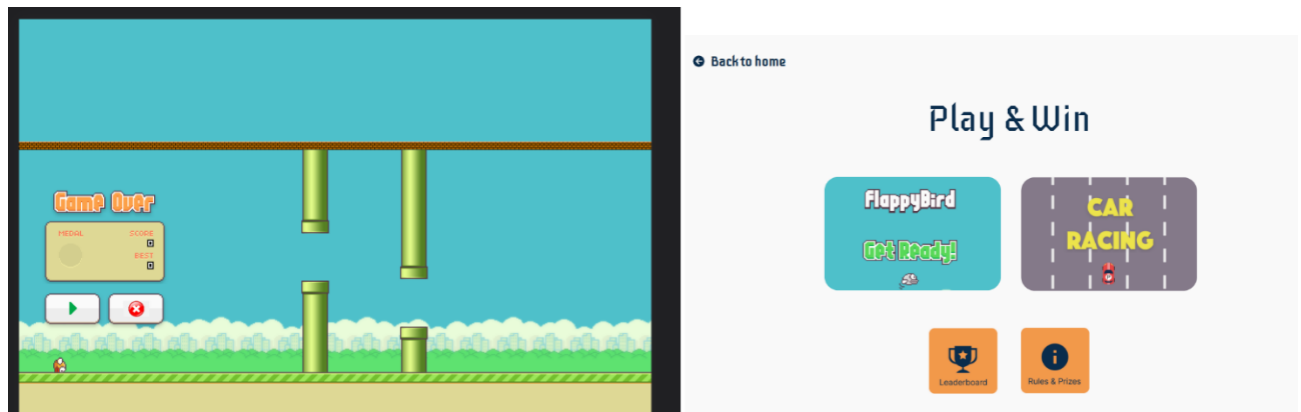 Game Over
MEDAL SCORE
0
BEST
0
Back to home
Play & Win
FlappyBird
Get Ready!
CAR
RACING
Leaderboard
Rules & Prizes